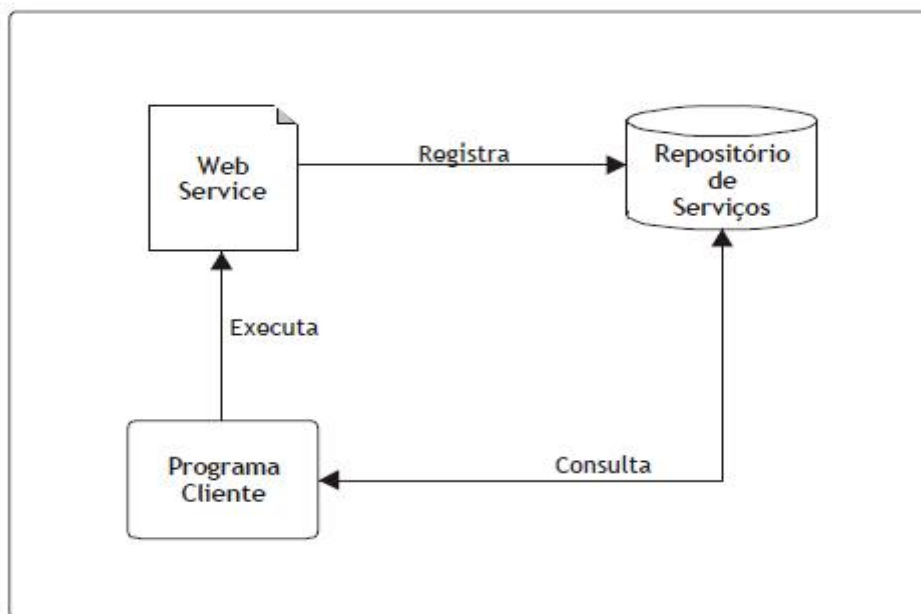 Web
Service
Registra
Repositório
de
Serviços
Executa
Programa
Cliente
Consulta